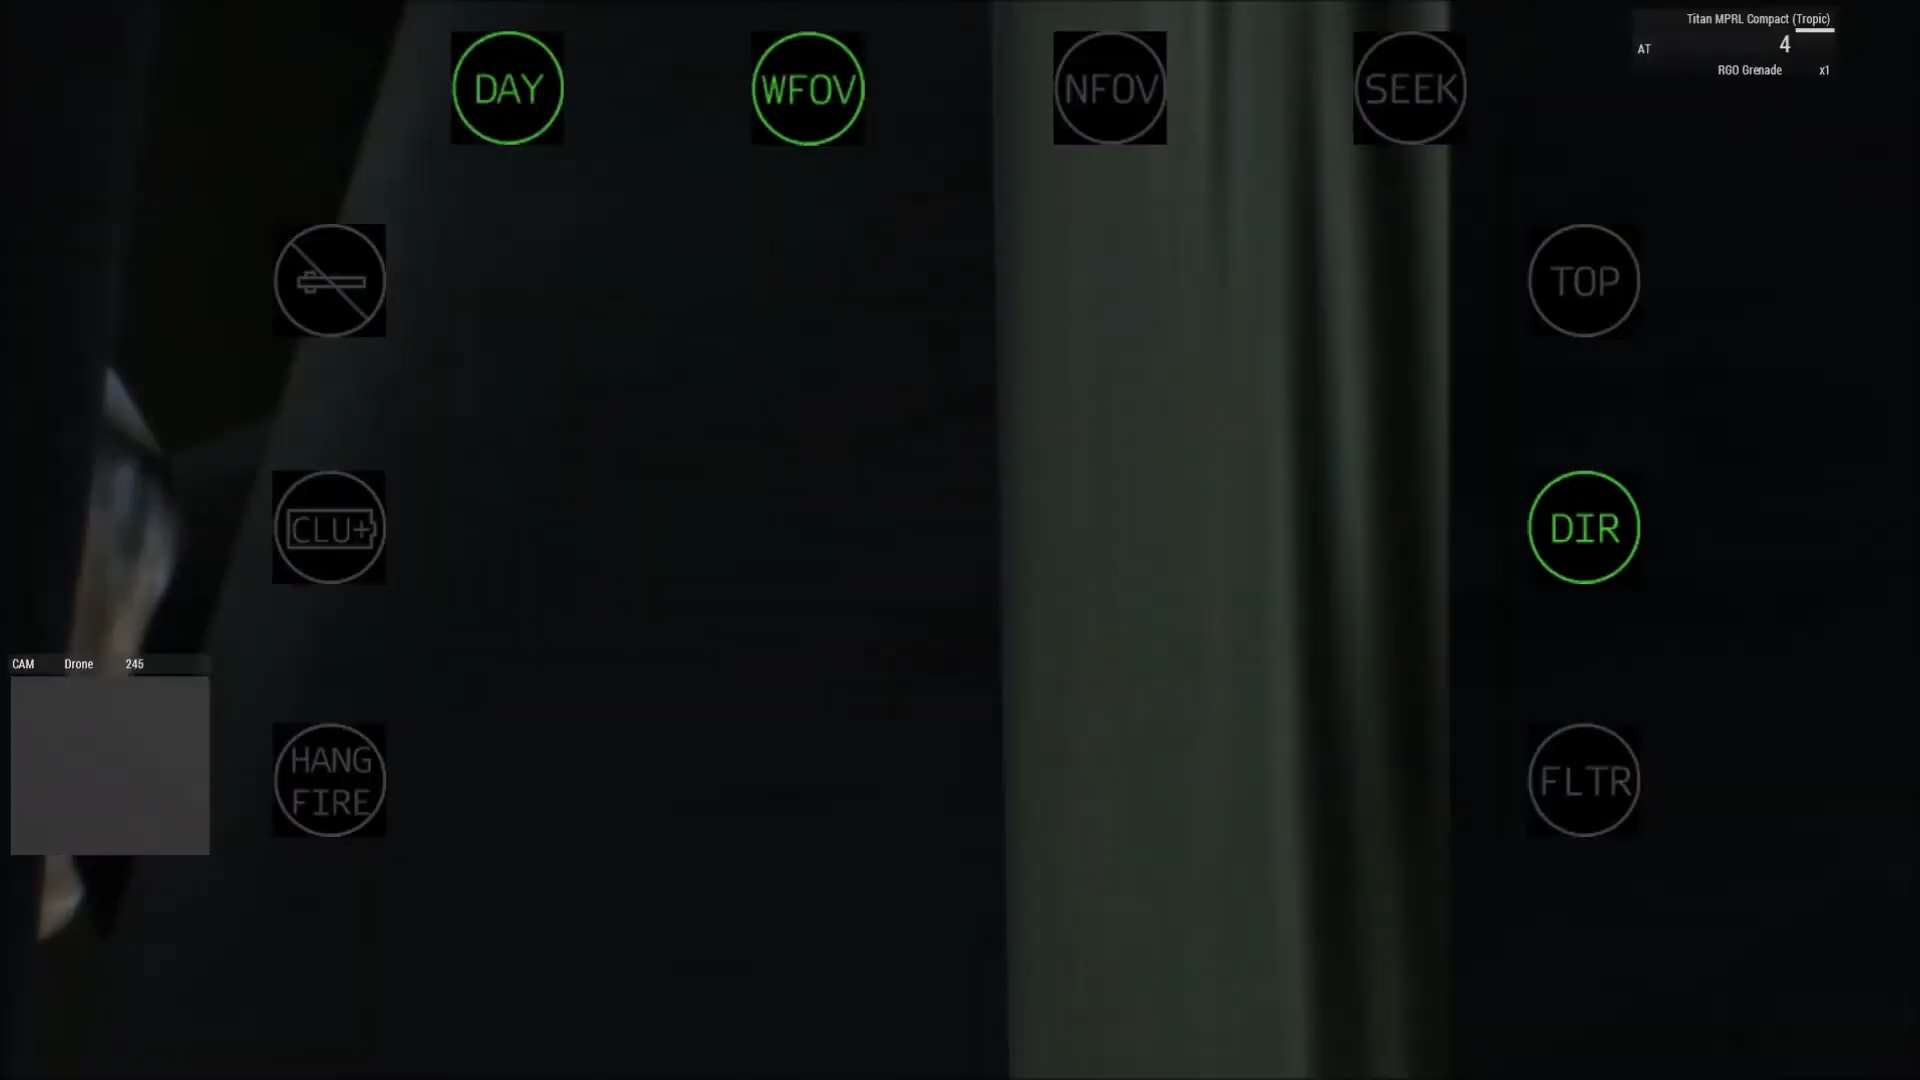 Titan MPRL Compact (Tropic)
AT 4
RGO Grenade x1
DAY WFOV NFOV SEEK
TOP
CLU+ DIR
CAM Drone 245
HANG
FIRE
FLTR